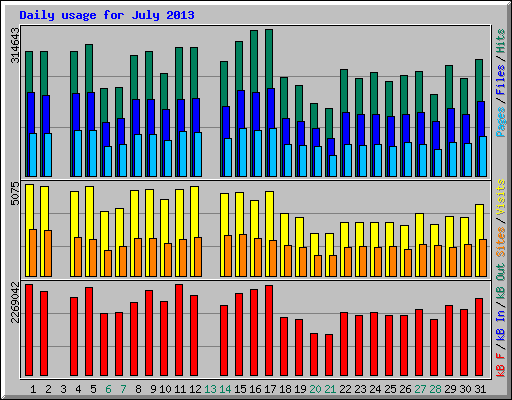 Daily usage for July 2013
314643
Pages / Files / Hits
5075
Sites / Visits
2269042
kB F / kB In / kB Out
1 2 3 4 5 6 7 8 9 10 11 12 13 14 15 16 17 18 19 20 21 22 23 24 25 26 27 28 29 30 31